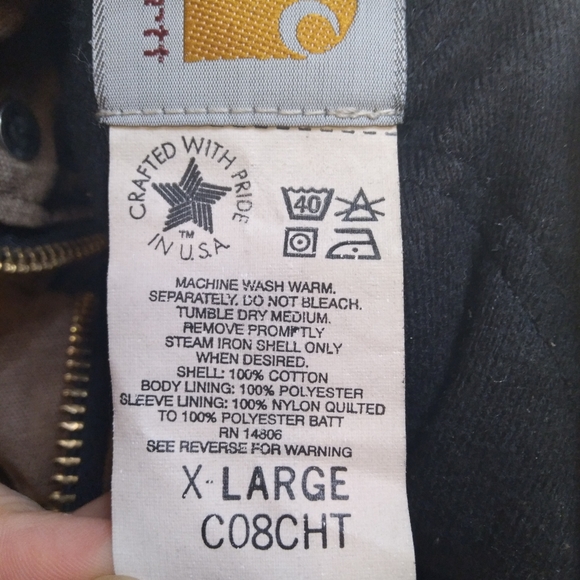 rtt
CRAFTED WITH PRIDE
TM
IN U.S.A
40
MACHINE WASH WARM.
SEPARATELY. DO NOT BLEACH.
TUMBLE DRY MEDIUM.
REMOVE PROMPTLY
STEAM IRON SHELL ONLY
WHEN DESIRED.
SHELL: 100% COTTON
BODY LINING: 100% POLYESTER
SLEEVE LINING: 100% NYLON QUILTED
TO 100% POLYESTER BATT
RN 14806
SEE REVERSE FOR WARNING
X-LARGE
C08CHT